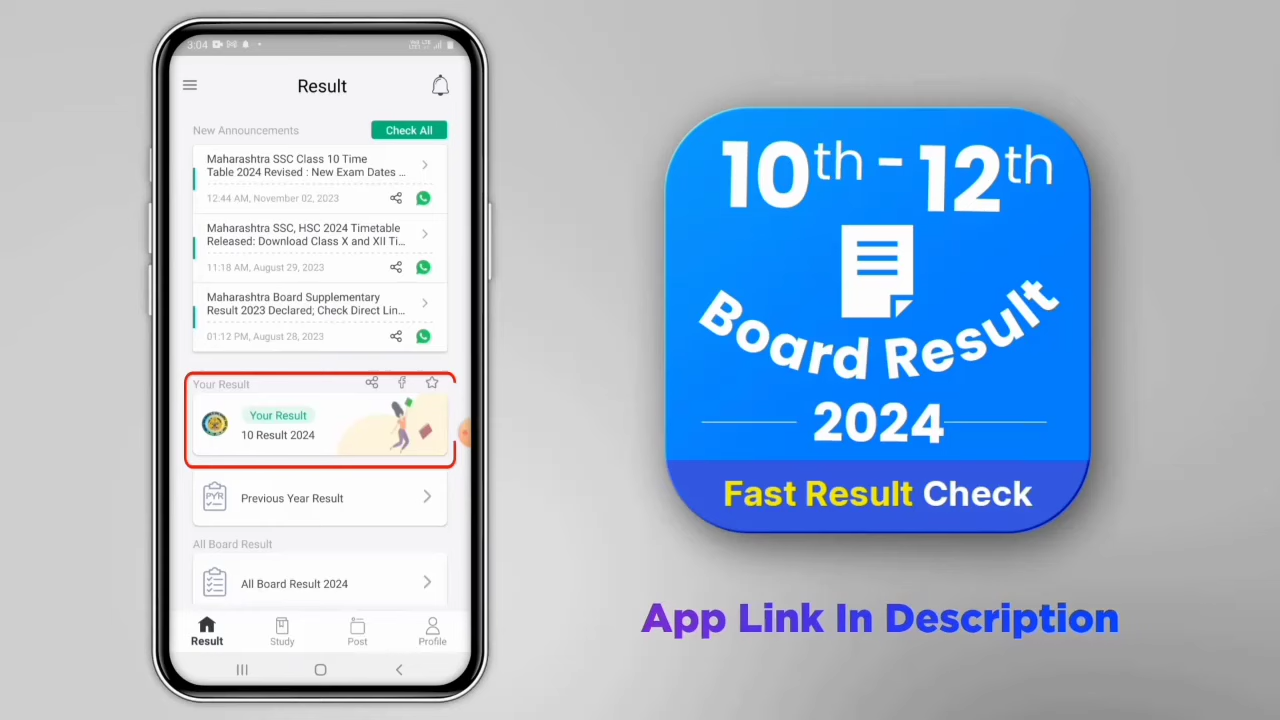 3:04
Result
New Announcements
Check All
Maharashtra SSC Class 10 Time
Table 2024 Revised : New Exam Dates ...
12:44 AM, November 02, 2023
Maharashtra SSC, HSC 2024 Timetable
Released: Download Class X and XII Ti...
11:18 AM, August 29, 2023
Maharashtra Board Supplementary
Result 2023 Declared; Check Direct Lin...
01:12 PM, August 28, 2023
Your Result
Your Result
10 Result 2024
PYR
Previous Year Result
All Board Result
All Board Result 2024
Result
Study
Post
Profile
10th - 12th
Board Result
2024
Fast Result Check
App Link In Description